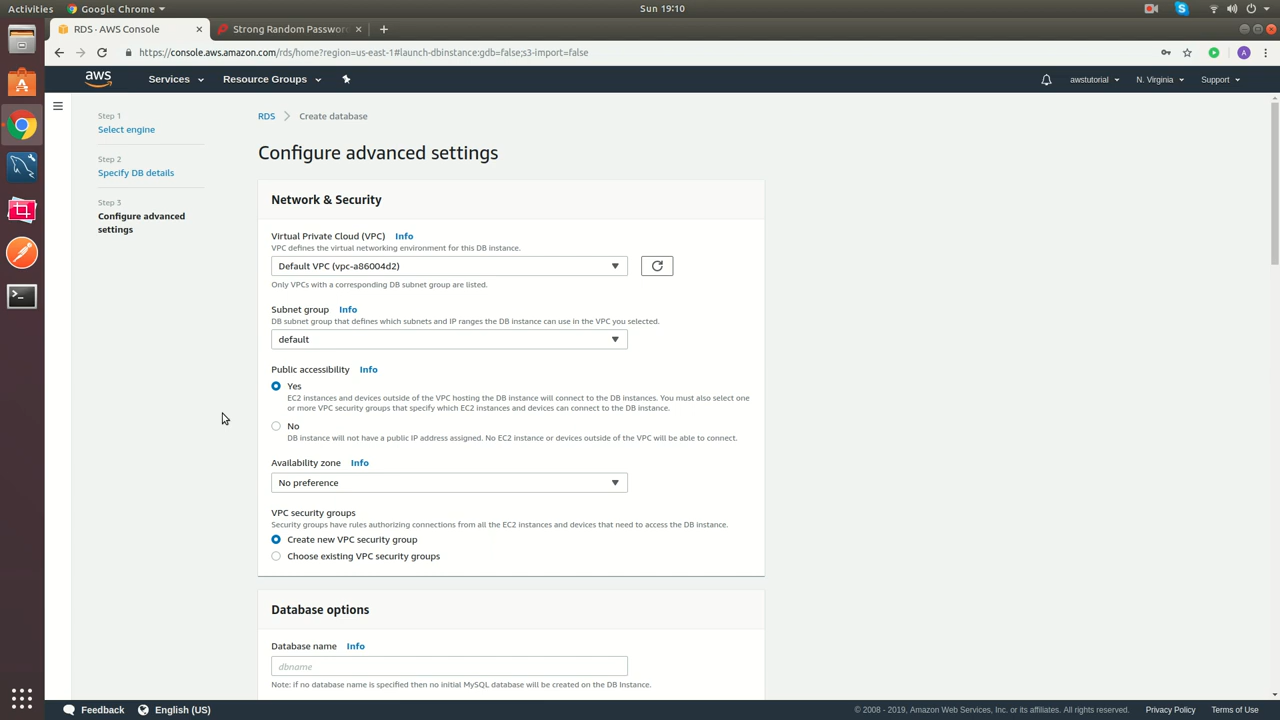 Activities
Google Chrome
Sun 19:10
RDS · AWS Console
Strong Random Password
https://console.aws.amazon.com/rds/home?region=us-east-1#launch-dbinstance:gdb=false;s3-import=false
A
aws
Services
Resource Groups
awstutorial
N. Virginia
Support
Step 1
Select engine
Step 2
Specify DB details
Step 3
Configure advanced
settings
RDS
Create database
Configure advanced settings
Network & Security
Virtual Private Cloud (VPC) Info
VPC defines the virtual networking environment for this DB instance.
Default VPC (vpc-a86004d2)
Only VPCs with a corresponding DB subnet group are listed.
Subnet group Info
DB subnet group that defines which subnets and IP ranges the DB instance can use in the VPC you selected.
default
Public accessibility Info
Yes
EC2 instances and devices outside of the VPC hosting the DB instance will connect to the DB instances. You must also select one
or more VPC security groups that specify which EC2 instances and devices can connect to the DB instance.
No
DB instance will not have a public IP address assigned. No EC2 instance or devices outside of the VPC will be able to connect.
Availability zone Info
No preference
VPC security groups
Security groups have rules authorizing connections from all the EC2 instances and devices that need to access the DB instance.
Create new VPC security group
Choose existing VPC security groups
Database options
Database name Info
dbname
Note: if no database name is specified then no initial MySQL database will be created on the DB Instance.
Feedback
English (US)
© 2008 - 2019, Amazon Web Services, Inc. or its affiliates. All rights reserved.
Privacy Policy
Terms of Use